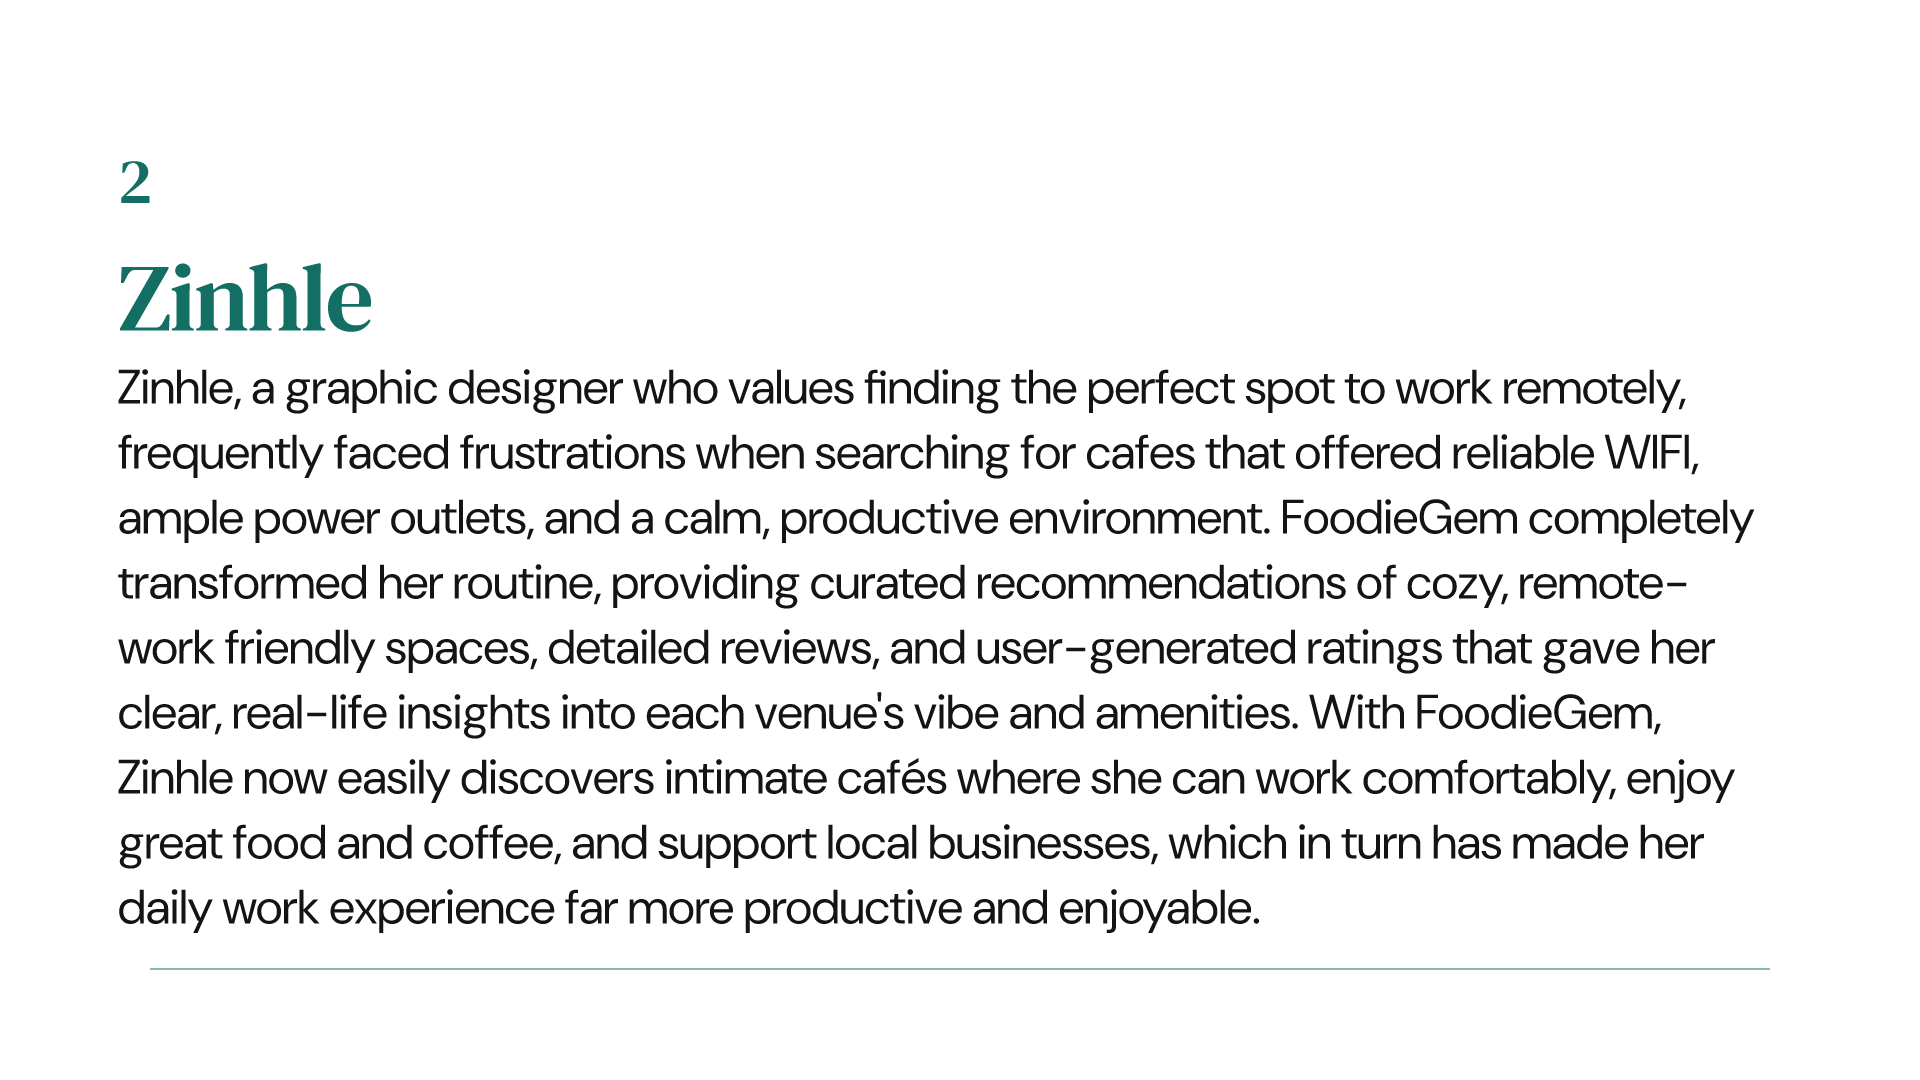 2
Zinhle
Zinhle, a graphic designer who values finding the perfect spot to work remotely,
frequently faced frustrations when searching for cafes that offered reliable WIFI,
ample power outlets, and a calm, productive environment. FoodieGem completely
transformed her routine, providing curated recommendations of cozy, remote-
work friendly spaces, detailed reviews, and user-generated ratings that gave her
clear, real-life insights into each venue's vibe and amenities. With FoodieGem,
Zinhle now easily discovers intimate cafés where she can work comfortably, enjoy
great food and coffee, and support local businesses, which in turn has made her
daily work experience far more productive and enjoyable.